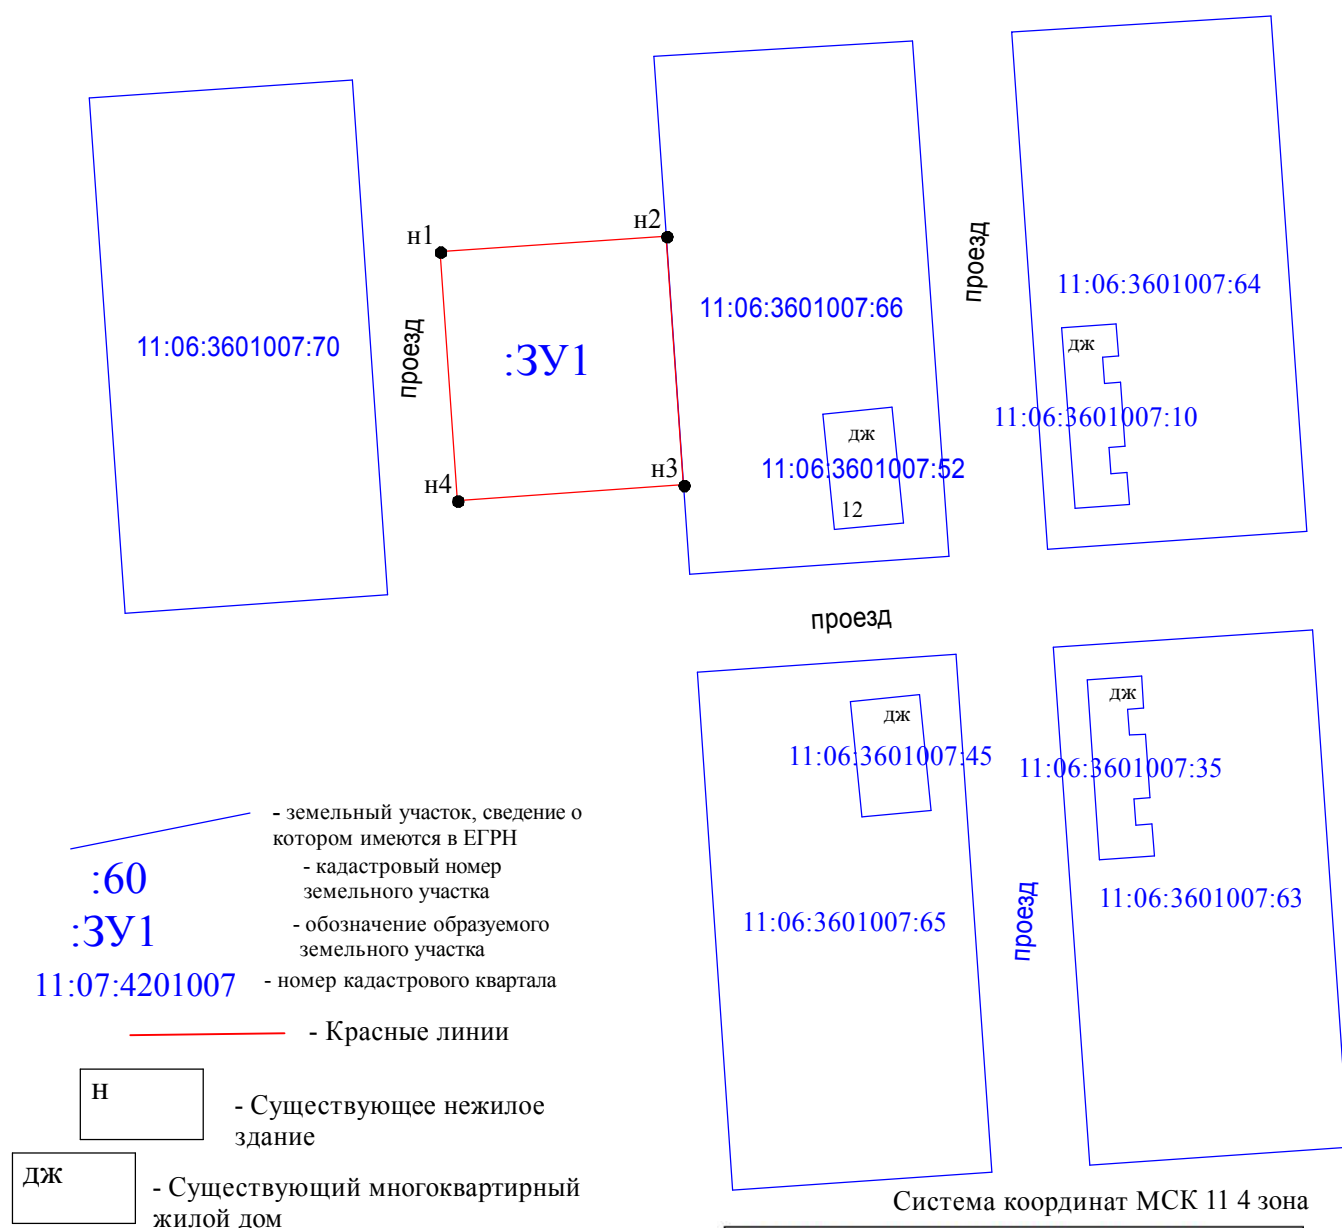 н1
н2
проезд
11:06:3601007:64
11:06:3601007:66
11:06:3601007:70
проезд
:ЗУ1
дж
11:06:3601007:10
дж
н3
11:06:3601007:52
н4
12
проезд
дж
дж
11:06:3601007:45
11:06:3601007:35
- земельный участок, сведение о
котором имеются в ЕГРН
:60
- кадастровый номер
земельного участка
проезд
11:06:3601007:63
11:06:3601007:65
:ЗУ1
- обозначение образуемого
земельного участка
11:07:4201007
- номер кадастрового квартала
- Красные линии
н
- Существующее нежилое
здание
дж
- Существующий многоквартирный
жилой дом
Система координат МСК 11 4 зона